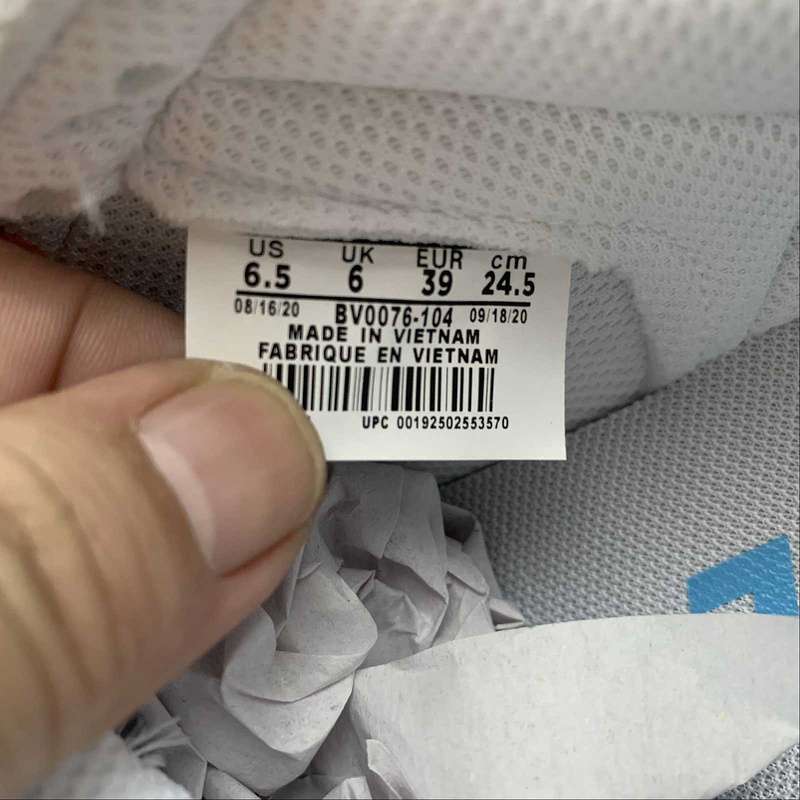 US UK EUR cm
6.5 6 39 24.5
08/16/20 BV0076-104 09/18/20
MADE IN VIETNAM
FABRIQUE EN VIETNAM
UPC 00192502553570